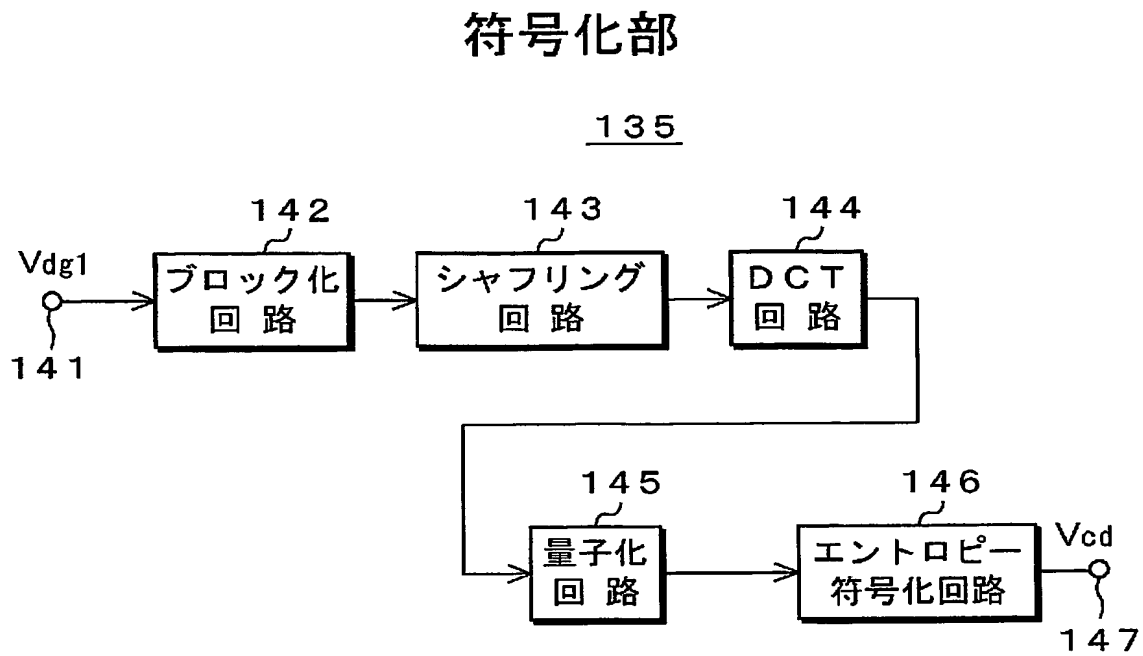 符号化部
135
142
143
144
Vdg1
ブロック化
回 路
シャフリング
回 路
DCT
回 路
141
145
146
量子化
回 路
エントロピー
符号化回路
Vcd
147